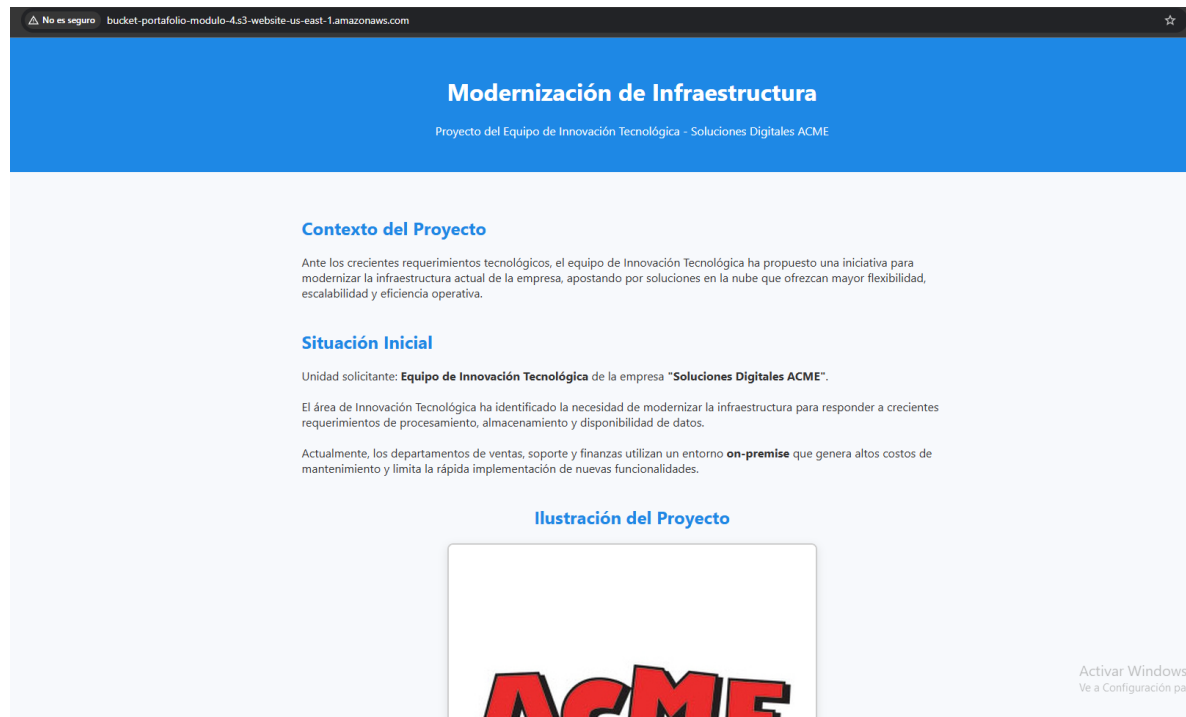 No es seguro bucket-portafolio-modulo-4.s3-website-us-east-1.amazonaws.com
Modernización de Infraestructura
Proyecto del Equipo de Innovación Tecnológica - Soluciones Digitales ACME
Contexto del Proyecto
Ante los crecientes requerimientos tecnológicos, el equipo de Innovación Tecnológica ha propuesto una iniciativa para
modernizar la infraestructura actual de la empresa, apostando por soluciones en la nube que ofrezcan mayor flexibilidad,
escalabilidad y eficiencia operativa.
Situación Inicial
Unidad solicitante: Equipo de Innovación Tecnológica de la empresa "Soluciones Digitales ACME".
El área de Innovación Tecnológica ha identificado la necesidad de modernizar la infraestructura para responder a crecientes
requerimientos de procesamiento, almacenamiento y disponibilidad de datos.
Actualmente, los departamentos de ventas, soporte y finanzas utilizan un entorno on-premise que genera altos costos de
mantenimiento y limita la rápida implementación de nuevas funcionalidades.
Ilustración del Proyecto
ACME
Activar Windows
Ve a Configuración pa